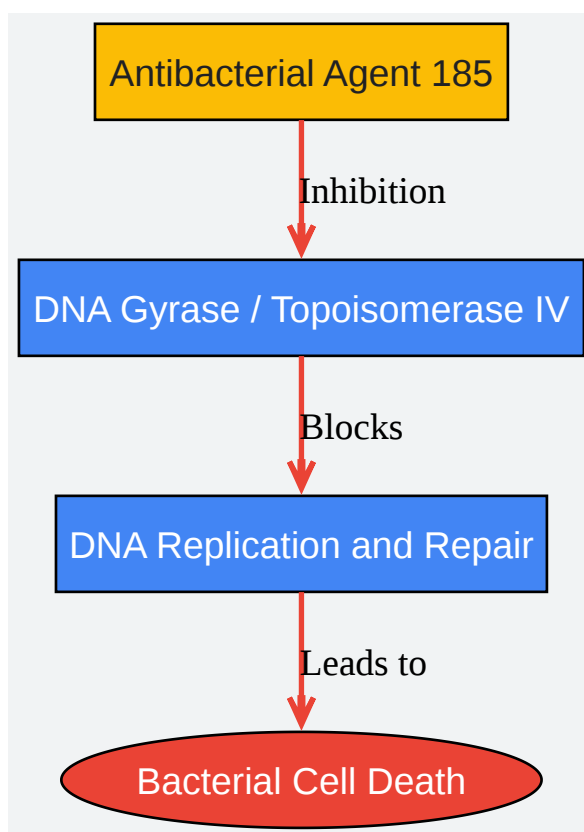 Antibacterial Agent 185
Inhibition
DNA Gyrase / Topoisomerase IV
Blocks
DNA Replication and Repair
Leads to
Bacterial Cell Death